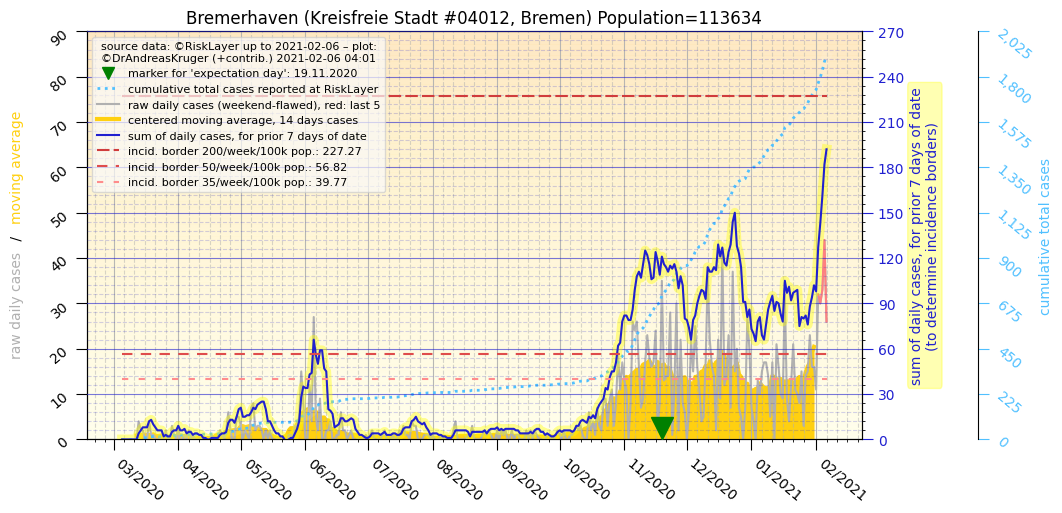 Bremerhaven (Kreisfreie Stadt #04012, Bremen) Population=113634
source data: ©RiskLayer up to 2021-02-06 – plot:
©DrAndreasKruger (+contrib.) 2021-02-06 04:01
marker for 'expectation day': 19.11.2020
cumulative total cases reported at RiskLayer
raw daily cases (weekend-flawed), red: last 5
centered moving average, 14 days cases
sum of daily cases, for prior 7 days of date
incid. border 200/week/100k pop.: 227.27
incid. border 50/week/100k pop.: 56.82
incid. border 35/week/100k pop.: 39.77
raw daily cases / moving average
90
80
70
60
50
40
30
20
10
0
03/2020
04/2020
05/2020
06/2020
07/2020
08/2020
09/2020
10/2020
11/2020
12/2020
01/2021
02/2021
270
240
210
180
150
120
90
60
30
0
sum of daily cases, for prior 7 days of date
(to determine incidence borders)
2,025
1,800
1,575
1,350
1,125
900
675
450
225
0
cumulative total cases